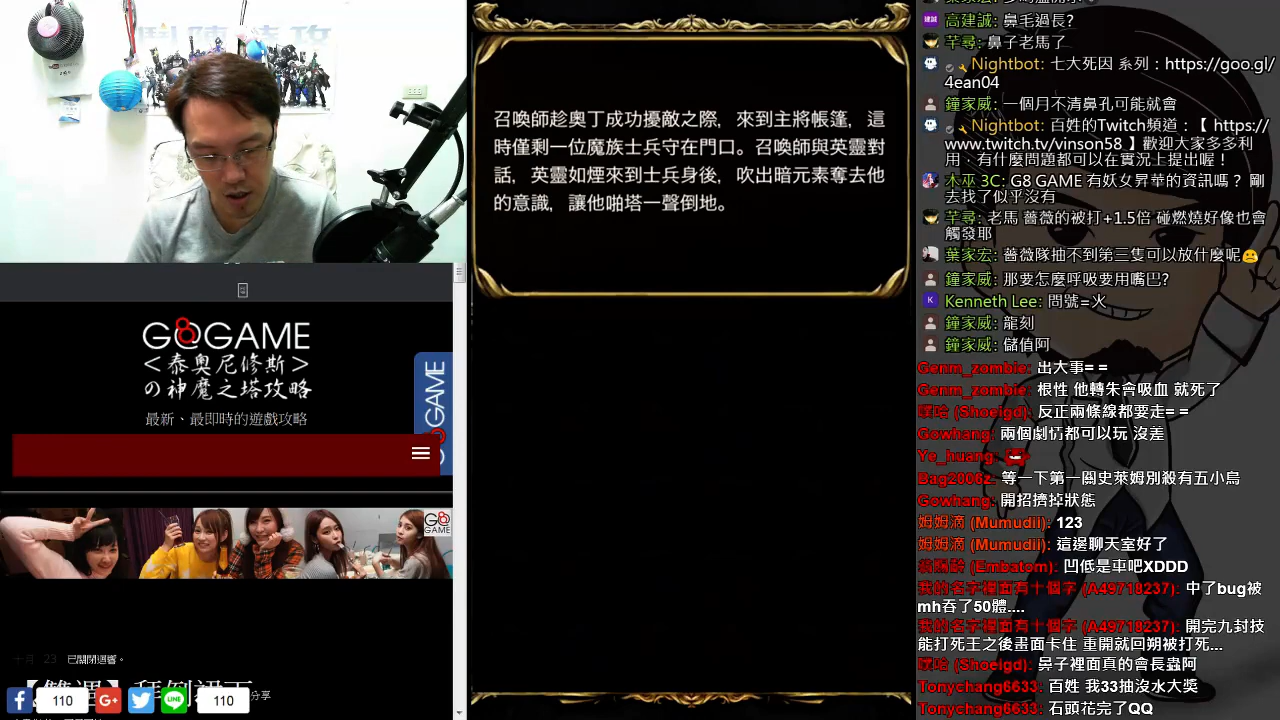 召喚師趁奧丁成功擾敵之際，來到主將帳篷，這
時僅剩一位魔族士兵守在門口。召喚師與英靈對
話，英靈如煙來到士兵身後，吹出暗元素奪去他
的意識，讓他啪塔一聲倒地。
G8GAME
<泰奧尼修斯>
の神魔之塔攻略
最新、最即時的遊戲攻略
GAME
G8
GAME
十月 23 已關閉迴響。
110
110
分享
高建誠: 鼻毛過長?
芊尋: 鼻子老馬了
Nightbot: 七大死因 系列 : https://goo.gl/
4ean04
鐘家威: 一個月不清鼻孔可能就會
Nightbot: 百姓的Twitch頻道 : 【 https://
www.twitch.tv/vinson58 】歡迎大家多多利
用、有什麼問題都可以在實況上提出喔！
木巫 3C: G8 GAME 有妖女昇華的資訊嗎？ 剛
去找了似乎沒有
芊尋: 老馬 薔薇的被打+1.5倍 碰燃燒好像也會
觸發耶
葉家宏: 薔薇隊抽不到第三隻可以放什麼呢
鐘家威: 那要怎麼呼吸要用嘴巴?
Kenneth Lee: 問號=火
鐘家威: 龍刻
鐘家威: 儲值阿
Genm_zombie: 出大事= =
Genm_zombie: 根性 他轉朱會吸血 就死了
噗哈 (Shoeigd): 反正兩條線都要走= =
Gowhang: 兩個劇情都可以玩 沒差
Ye_huang:
Bag2006z: 等一下第一關也蘇姆別殺有五小島
Gowhang: 開招擠掉狀態
姆姆滴 (Mumudii): 123
姆姆滴 (Mumudii): 這邊聊天室好了
(Embatom): 凹低是車吧XDDD
我的名字裡面有十個字 (A49719237): 中了bug被
mh吞了50體....
我的名字裡面有十個字 (A49719237): 開完九封技
能打死王之後畫面卡住 重開就回朔被打死...
噗哈 (Shoeigd): 鼻子裡面真的會長蟲阿
Tonychang6633: 百姓 我33抽沒水大獎
Tonychang6633: 石頭花完了QQ